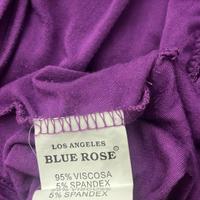 LOS ANGELES
BLUE ROSE®
95% VISCOSA
5% SPANDEX
5% SPANDEX